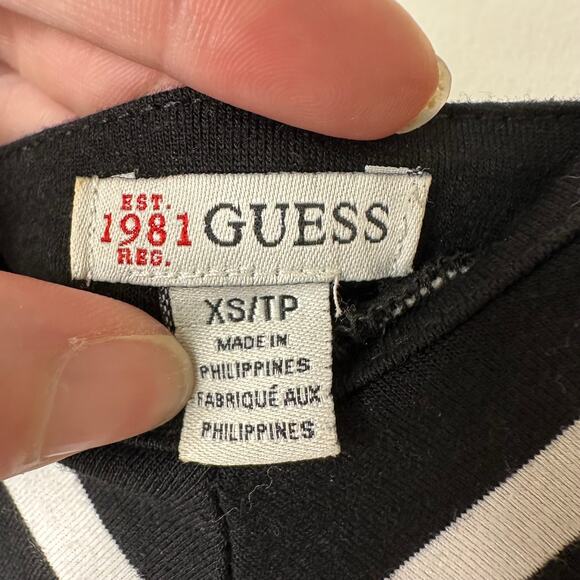 EST.
1981 GUESS
REG.
XS/TP
MADE IN
PHILIPPINES
FABRIQUÉ AUX
PHILIPPINES